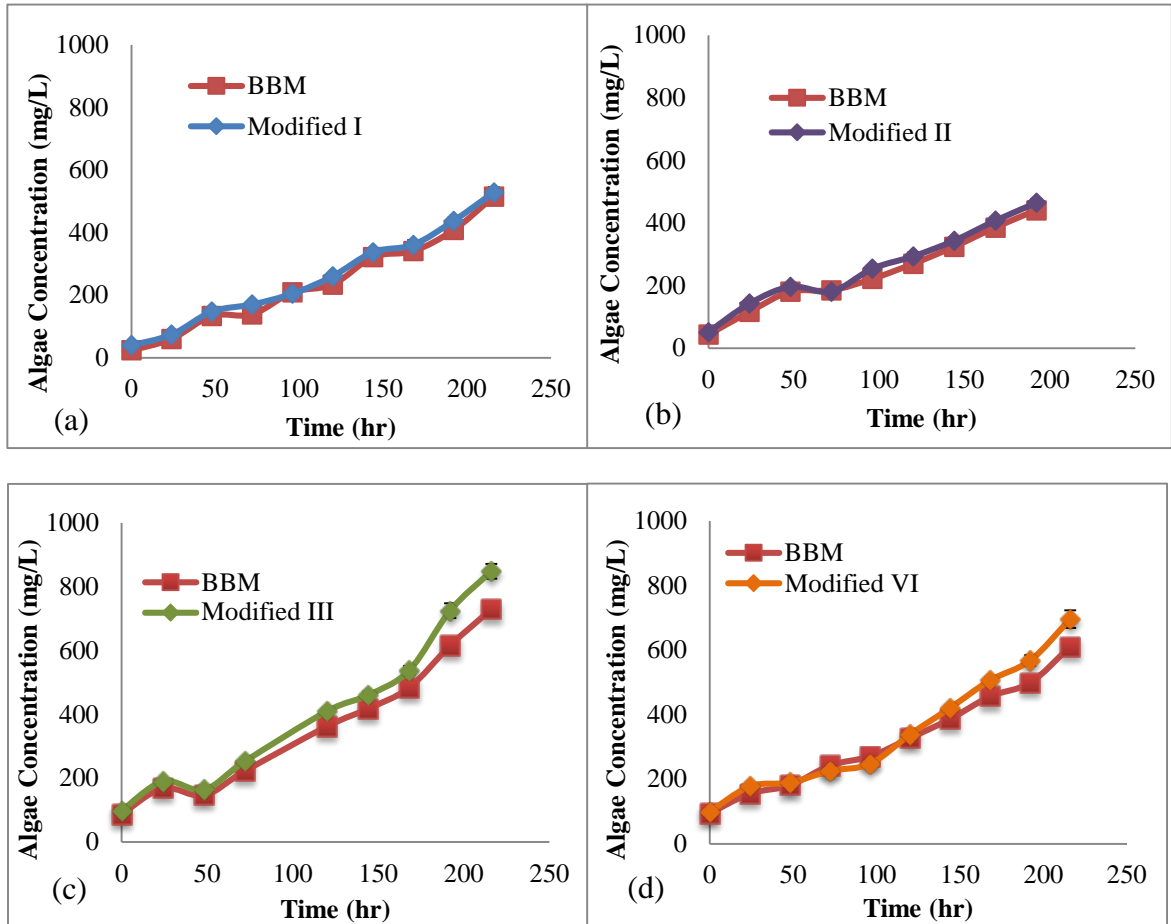 1000
800
600
400
200
0
Algae Concentration (mg/L)
BBM
Modified I
0 50 100 150 200 250
Time (hr)
(a)
1000
800
600
400
200
0
Algae Concentration (mg/L)
BBM
Modified II
0 50 100 150 200 250
Time (hr)
(b)
1000
800
600
400
200
0
Algae Concentration (mg/L)
BBM
Modified III
0 50 100 150 200 250
Time (hr)
(c)
1000
800
600
400
200
0
Algae Concentration (mg/L)
BBM
Modified VI
0 50 100 150 200 250
Time (hr)
(d)